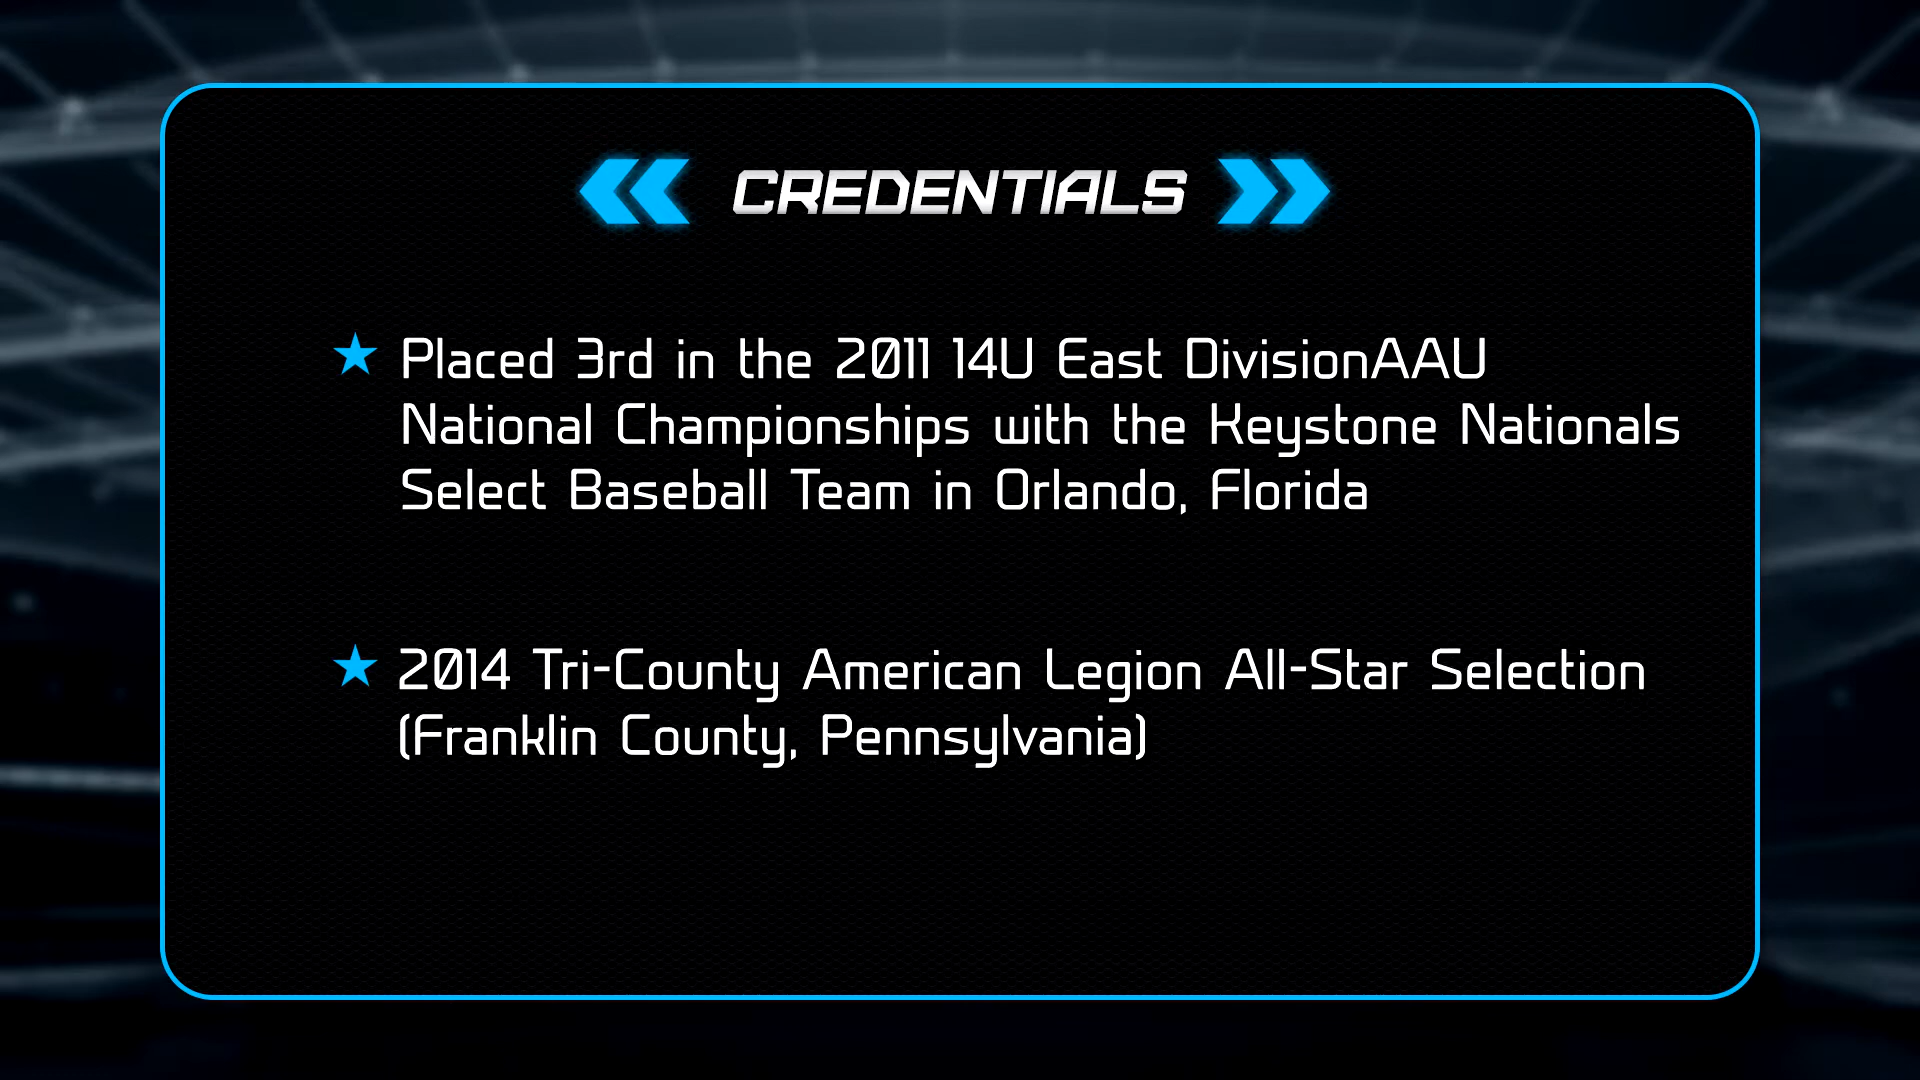 CREDENTIALS
Placed 3rd in the 2011 14U East DivisionAAU
National Championships with the Keystone Nationals
Select Baseball Team in Orlando, Florida
2014 Tri-County American Legion All-Star Selection
(Franklin County, Pennsylvania)